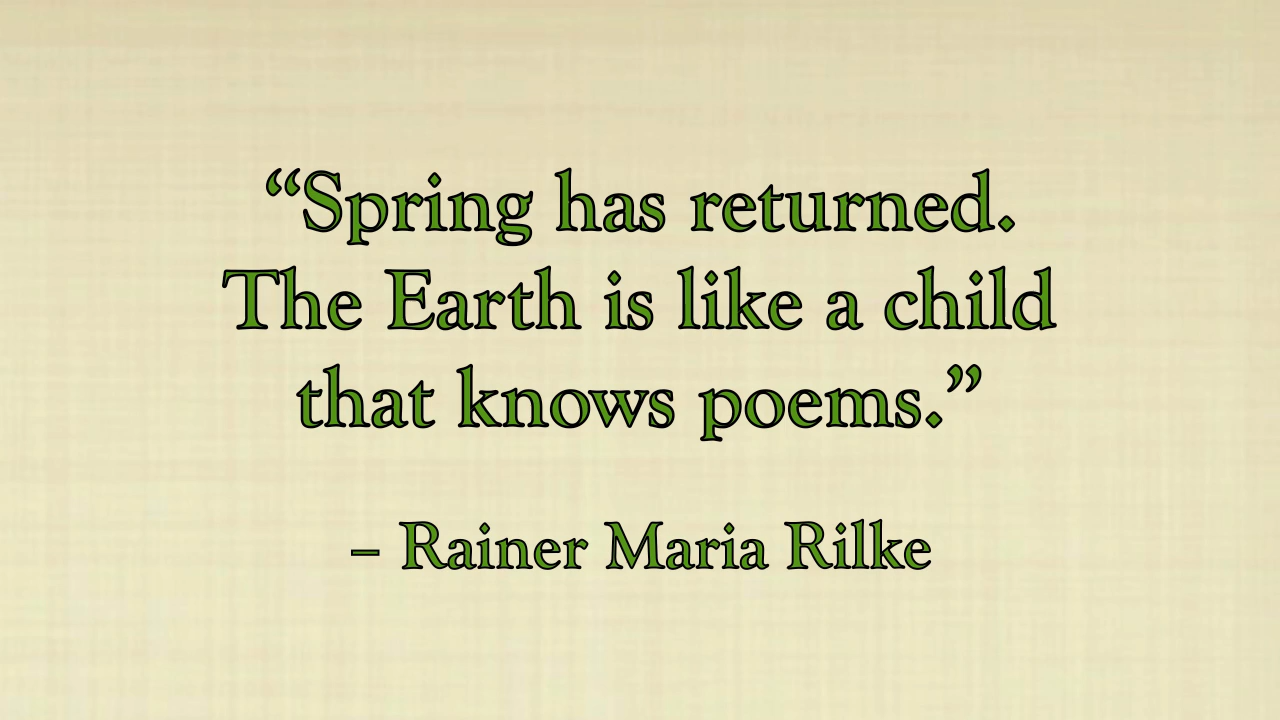 “Spring has returned.
The Earth is like a child
that knows poems.”
– Rainer Maria Rilke